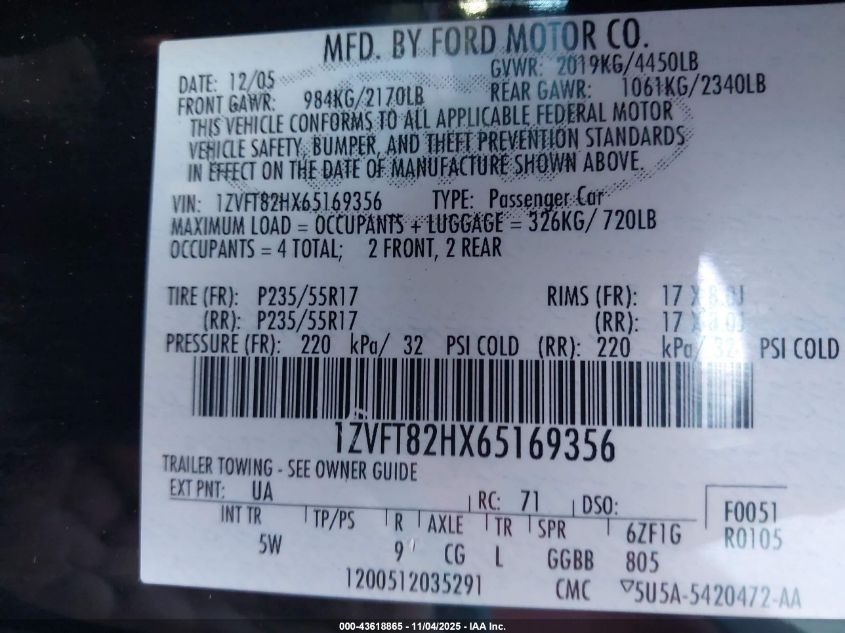 MFD. BY FORD MOTOR CO.
DATE: 12/05 GVWR: 2019KG/4450LB
FRONT GAWR: 984KG/2170LB REAR GAWR: 1061KG/2340LB
THIS VEHICLE CONFORMS TO ALL APPLICABLE FEDERAL MOTOR
VEHICLE SAFETY, BUMPER, AND THEFT PREVENTION STANDARDS
IN EFFECT ON THE DATE OF MANUFACTURE SHOWN ABOVE.
VIN: 1ZVFT82HX65169356 TYPE: Passenger Car
MAXIMUM LOAD = OCCUPANTS + LUGGAGE = 326KG/ 720LB
OCCUPANTS = 4 TOTAL; 2 FRONT, 2 REAR
TIRE (FR): P235/55R17 RIMS (FR): 17 X 8.0J
(RR): P235/55R17 (RR): 17 X 8.0J
PRESSURE (FR): 220 kPa/ 32 PSI COLD (RR): 220 kPa/ 32 PSI COLD
1ZVFT82HX65169356
TRAILER TOWING - SEE OWNER GUIDE
EXT PNT: UA RC: 71 DSO: F0051
INT TR TP/PS R AXLE TR SPR 6ZF1G R0105
5W 9 CG L GGBB 805
1200512035291 CMC ▽5U5A-5420472-AA
000-43618865 - 11/04/2025 - IAA Inc.